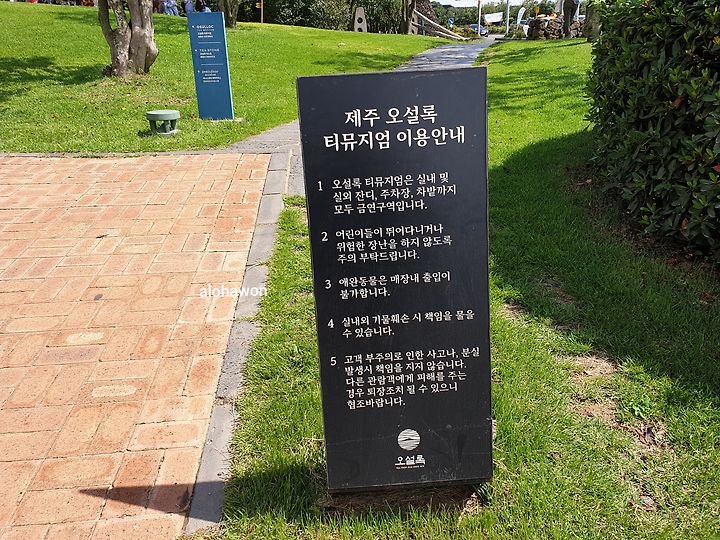 OSULLOC
TEA STONE
제주 오설록
티뮤지엄 이용안내
1 오설록 티뮤지엄은 실내 및
실외 잔디, 주차장, 차밭까지
모두 금연구역입니다.
2 어린이들이 뛰어다니거나
위험한 장난을 하지 않도록
주의 부탁드립니다.
3 애완동물은 매장내 출입이
불가합니다.
4 실내외 기물훼손 시 책임을 물을
수 있습니다.
5 고객 부주의로 인한 사고나, 분실
발생시 책임을 지지 않습니다.
다른 관람객에게 피해를 주는
경우 퇴장조치 될 수 있으니
협조바랍니다.
오설록
alohawon